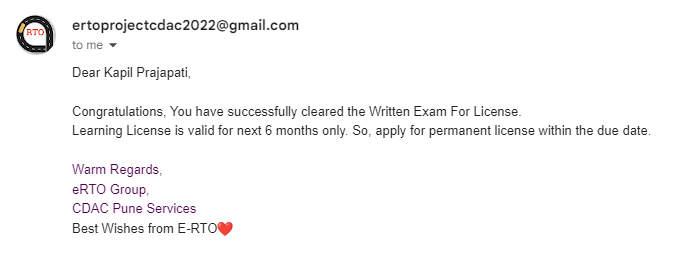 RTO
ertoprojectcdac2022@gmail.com
to me
Dear Kapil Prajapati,
Congratulations, You have successfully cleared the Written Exam For License.
Learning License is valid for next 6 months only. So, apply for permanent license within the due date.
Warm Regards,
eRTO Group,
CDAC Pune Services
Best Wishes from E-RTO❤️